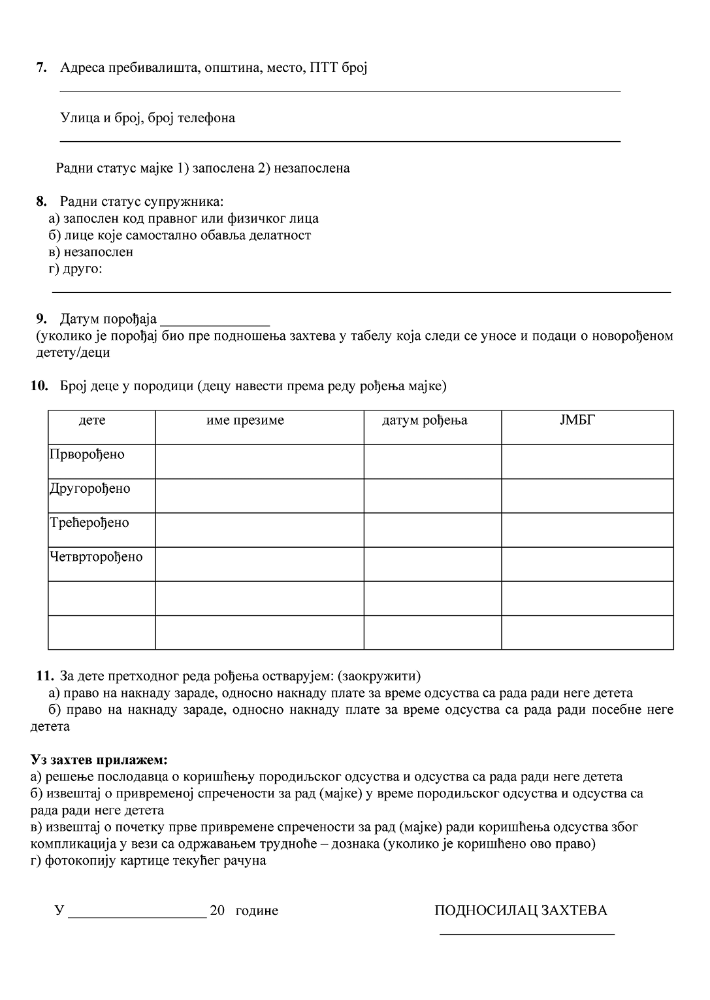 7. Адреса пребивалишта, општина, место, ПТТ број
Улица и број, број телефона
Радни статус мајке 1) запослена 2) незапослена
8. Радни статус супружника:
а) запослен код правног или физичког лица
б) лице које самостално обавља делатност
в) незапослен
г) друго:
9. Датум порођаја _______________
(уколико је порођај био пре подношења захтева у табелу која следи се уносе и подаци о новорођеном
детету/деци
10. Број деце у породици (децу навести према реду рођења мајке)
дете име презиме датум рођења ЈМБГ
Прворођено
Другорођено
Трећерођено
Четврторођено
11. За дете претходног реда рођења остварујем: (заокружити)
а) право на накнаду зараде, односно накнаду плате за време одсуства са рада ради неге детета
б) право на накнаду зараде, односно накнаду плате за време одсуства са рада ради посебне неге
детета
Уз захтев прилажем:
а) решење послодавца о коришћењу породиљског одсуства и одсуства са рада ради неге детета
б) извештај о привременој спречености за рад (мајке) у време породиљског одсуства и одсуства са
рада ради неге детета
в) извештај о почетку прве привремене спречености за рад (мајке) ради коришћења одсуства због
компликација у вези са одржавањем трудноће – дознака (уколико је коришћено ово право)
г) фотокопију картице текућег рачуна
У ___________________ 20 године ПОДНОСИЛАЦ ЗАХТЕВА